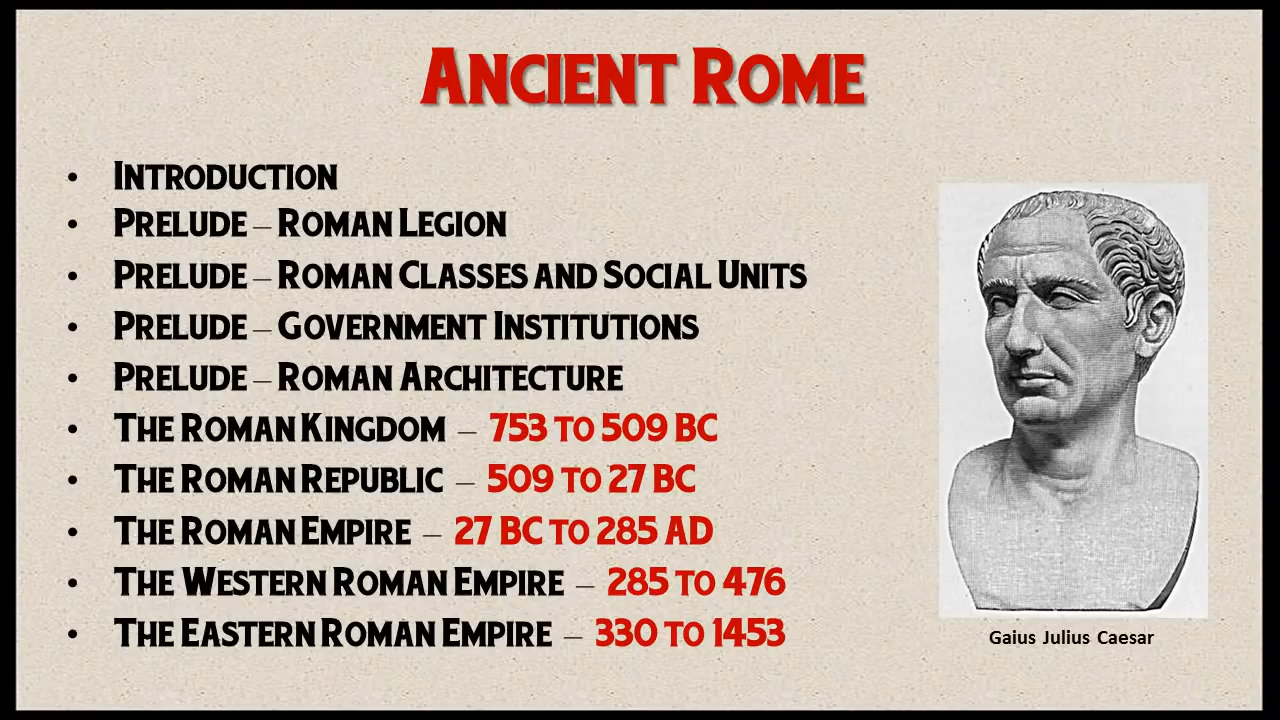 Ancient Rome
• Introduction
• Prelude – Roman Legion
• Prelude – Roman Classes and Social Units
• Prelude – Government Institutions
• Prelude – Roman Architecture
• The Roman Kingdom – 753 to 509 BC
• The Roman Republic – 509 to 27 BC
• The Roman Empire – 27 BC to 285 AD
• The Western Roman Empire – 285 to 476
• The Eastern Roman Empire – 330 to 1453
Gaius Julius Caesar